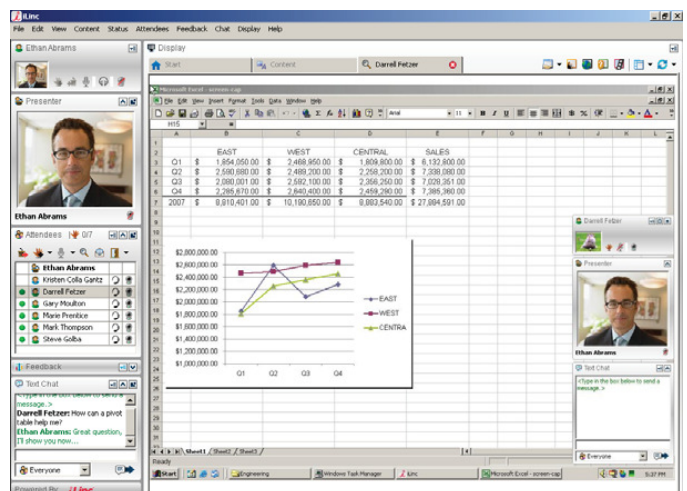 iLinc
File Edit View Content Status Attendees Feedback Chat Display Help
Ethan Abrams
Presenter
Ethan Abrams
Attendees 0/7
Ethan Abrams
Kristen Colla Gantz
Darrell Fetzer
Gary Moulton
Marie Prentice
Mark Thompson
Steve Golba
Feedback
Text Chat
<Type in the box below to send a
message..>
Darrell Fetzer: How can a pivot
table help me?
Ethan Abrams: Great question,
I'll show you now...
Everyone
Powered By iLinc
Display
Start Content Darrell Fetzer
Microsoft Excel - screen-cap
File Edit View Insert Format Tools Data Window Help
Arial 11
H15 =
A B C D E F G H I J K L
EAST WEST CENTRAL SALES
Q1 $ 1,854,050.00 $ 2,468,950.00 $ 1,809,800.00 $ 6,132,800.00
Q2 $ 2,590,680.00 $ 2,489,200.00 $ 2,258,200.00 $ 7,338,080.00
Q3 $ 2,080,001.00 $ 2,592,100.00 $ 2,356,250.00 $ 7,028,351.00
Q4 $ 2,285,670.00 $ 2,640,400.00 $ 2,459,290.00 $ 7,385,360.00
2007 $ 8,810,401.00 $ 10,190,650.00 $ 8,883,540.00 $ 27,884,591.00
$2,800,000.00
$2,600,000.00
$2,400,000.00
$2,200,000.00
$2,000,000.00
$1,800,000.00
$1,600,000.00
$1,400,000.00
$1,200,000.00
$1,000,000.00
Q1 Q2 Q3 Q4
EAST
WEST
CENTRA
Darrell Fetzer
Presenter
Ethan Abrams
Text Chat
<Type in the box below to send a
message..>
Everyone
Sheet1 Sheet2 Sheet3
Ready
Start Engineering Windows Task Manager iLinc Microsoft Excel - screen-cap 5:37 PM